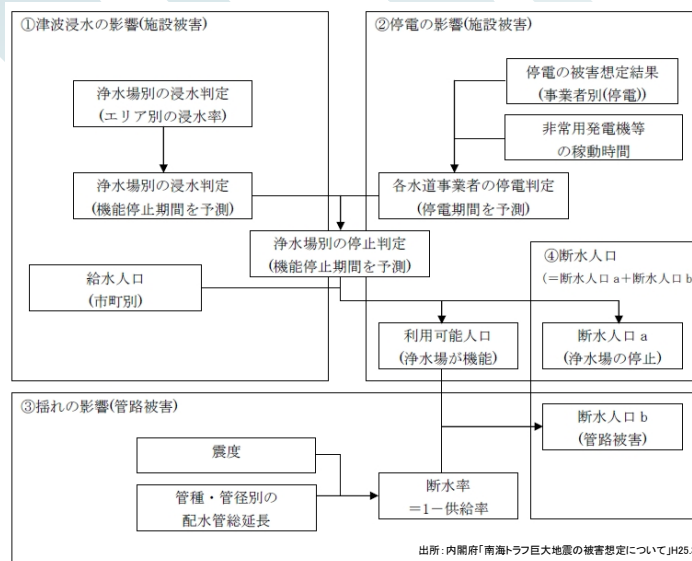 ①津波浸水の影響(施設被害)
浄水場別の浸水判定
(エリア別の浸水率)
浄水場別の浸水判定
(機能停止期間を予測)
②停電の影響(施設被害)
停電の被害想定結果
(事業者別(停電))
非常用発電機等
の稼動時間
各水道事業者の停電判定
(停電期間を予測)
浄水場別の停止判定
(機能停止期間を予測)
給水人口
(市町別)
④断水人口
(=断水人口 a+断水人口 b
利用可能人口
(浄水場が機能)
断水人口 a
(浄水場の停止)
③揺れの影響(管路被害)
断水人口 b
(管路被害)
震度
管種・管径別の
配水管総延長
断水率
=1-供給率
出所:内閣府「南海トラフ巨大地震の被害想定について」H25.